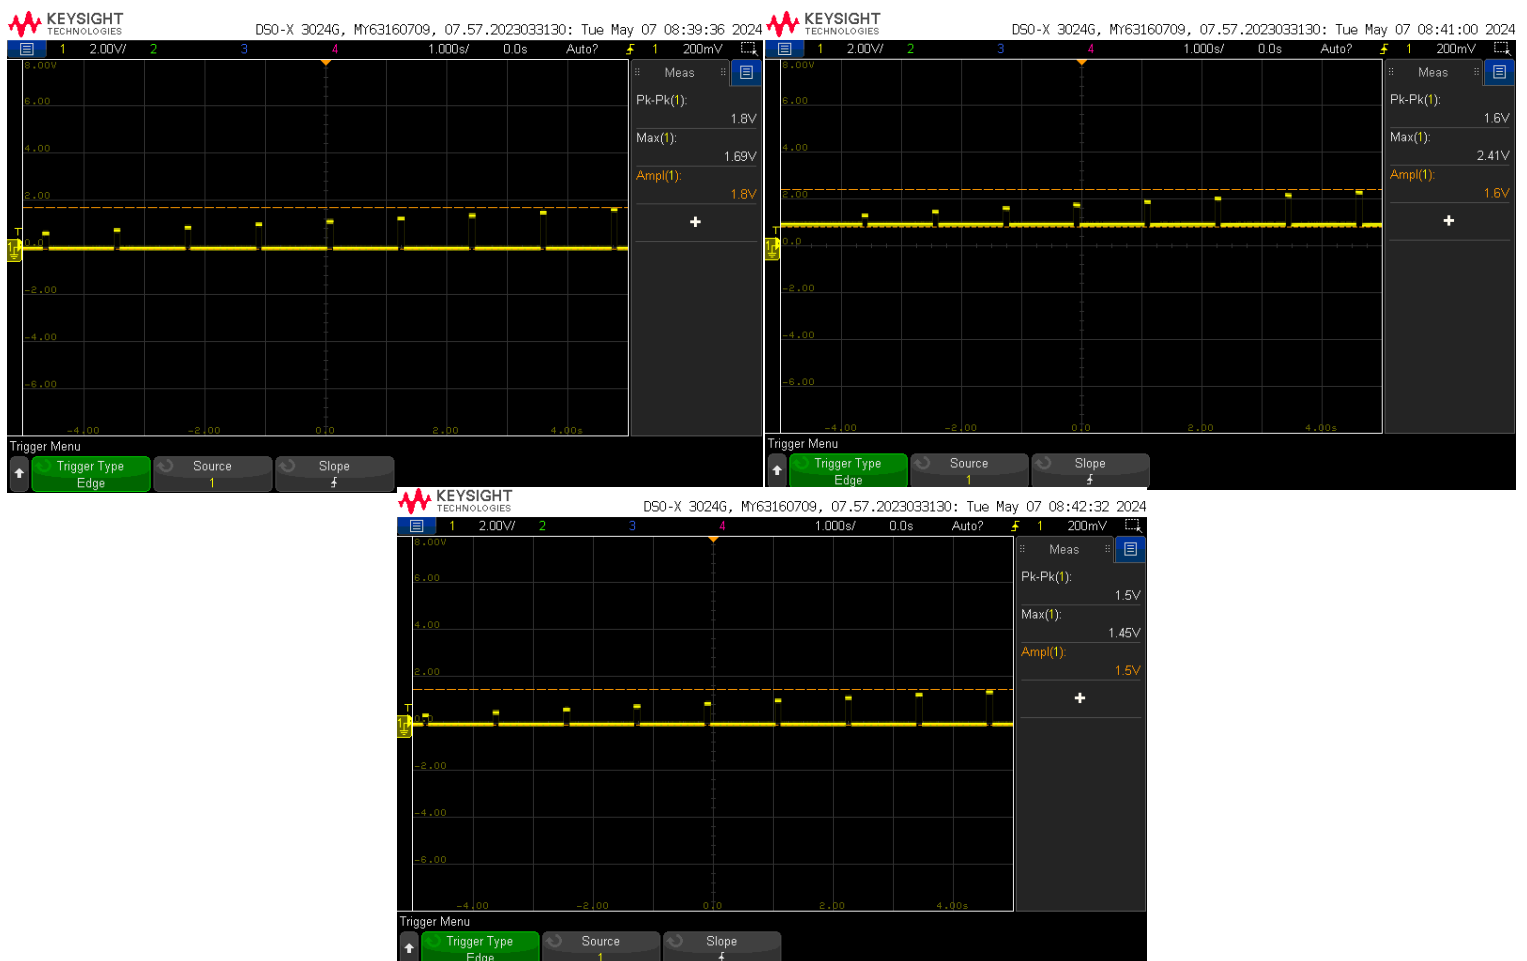 KEYSIGHT
TECHNOLOGIES
DSO-X 3024G, MY63160709, 07.57.2023033130: Tue May 07 08:39:36 2024
1 2.00V/ 2 3 4 1.000s/ 0.0s Auto? 1 200mV
8.00V
6.00
4.00
2.00
0.0
-2.00
-4.00
-6.00
-4.00 -2.00 0.0 2.00 4.00s
T
1
Meas
Pk-Pk(1):
1.8V
Max(1):
1.69V
Ampl(1):
1.8V
Trigger Menu
Trigger Type
Edge
Source
1
Slope
KEYSIGHT
TECHNOLOGIES
DSO-X 3024G, MY63160709, 07.57.2023033130: Tue May 07 08:41:00 2024
1 2.00V/ 2 3 4 1.000s/ 0.0s Auto? 1 200mV
8.00V
6.00
4.00
2.00
0.0
-2.00
-4.00
-6.00
-4.00 -2.00 0.0 2.00 4.00s
T
1
Meas
Pk-Pk(1):
1.6V
Max(1):
2.41V
Ampl(1):
1.6V
Trigger Menu
Trigger Type
Edge
Source
1
Slope
KEYSIGHT
TECHNOLOGIES
DSO-X 3024G, MY63160709, 07.57.2023033130: Tue May 07 08:42:32 2024
1 2.00V/ 2 3 4 1.000s/ 0.0s Auto? 1 200mV
8.00V
6.00
4.00
2.00
-2.00
-4.00
-6.00
-4.00 -2.00 0.0 2.00 4.00s
T
1
Meas
Pk-Pk(1):
1.5V
Max(1):
1.45V
Ampl(1):
1.5V
Trigger Menu
Trigger Type
Edge
Source
1
Slope